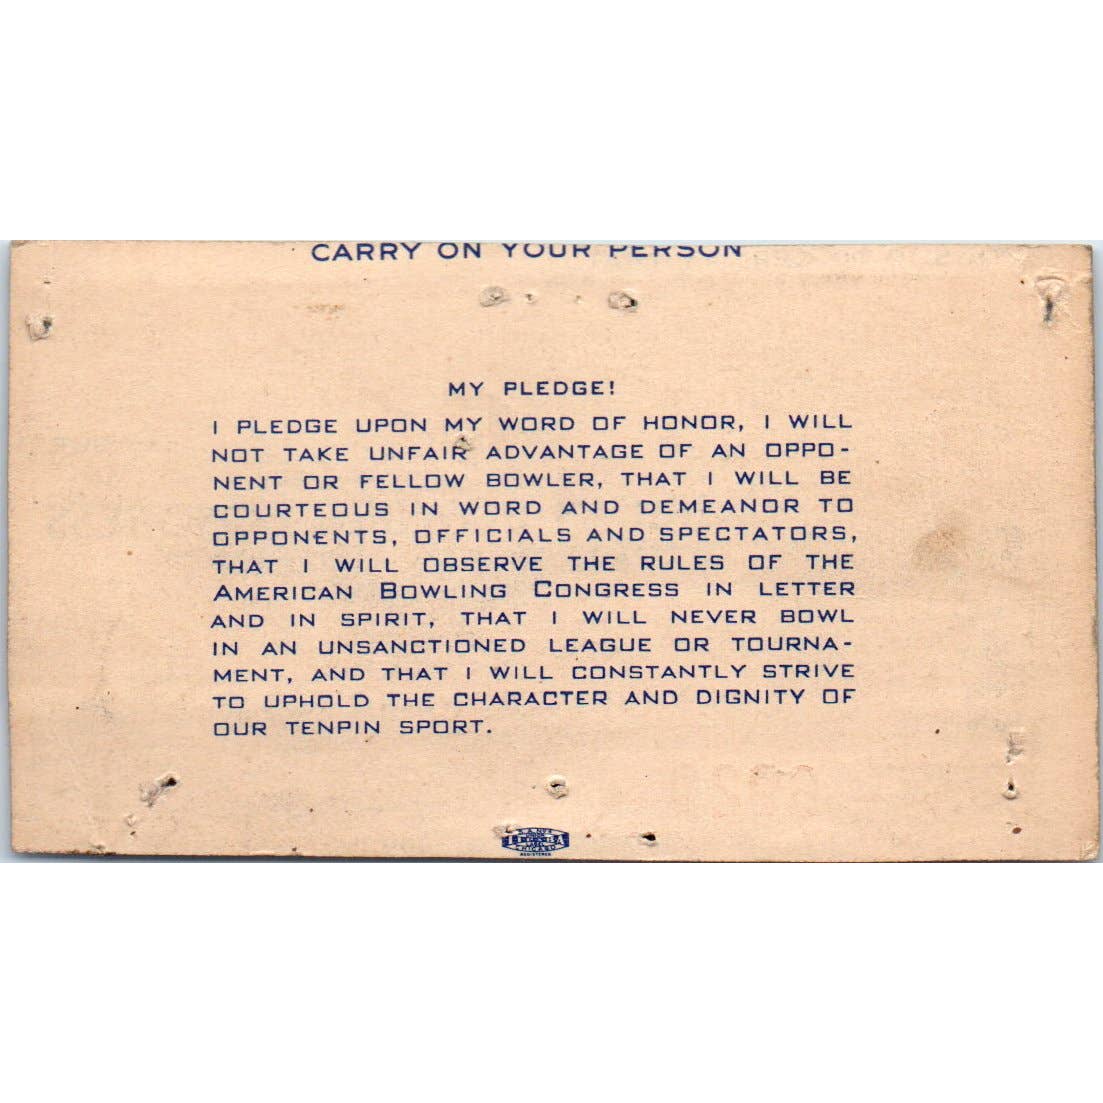 CARRY ON YOUR PERSON
MY PLEDGE!
I PLEDGE UPON MY WORD OF HONOR, I WILL
NOT TAKE UNFAIR ADVANTAGE OF AN OPPO-
NENT OR FELLOW BOWLER, THAT I WILL BE
COURTEOUS IN WORD AND DEMEANOR TO
OPPONENTS, OFFICIALS AND SPECTATORS,
THAT I WILL OBSERVE THE RULES OF THE
AMERICAN BOWLING CONGRESS IN LETTER
AND IN SPIRIT, THAT I WILL NEVER BOWL
IN AN UNSANCTIONED LEAGUE OR TOURNA-
MENT, AND THAT I WILL CONSTANTLY STRIVE
TO UPHOLD THE CHARACTER AND DIGNITY OF
OUR TENPIN SPORT.
LABEL
CHICAGO
REGISTERED